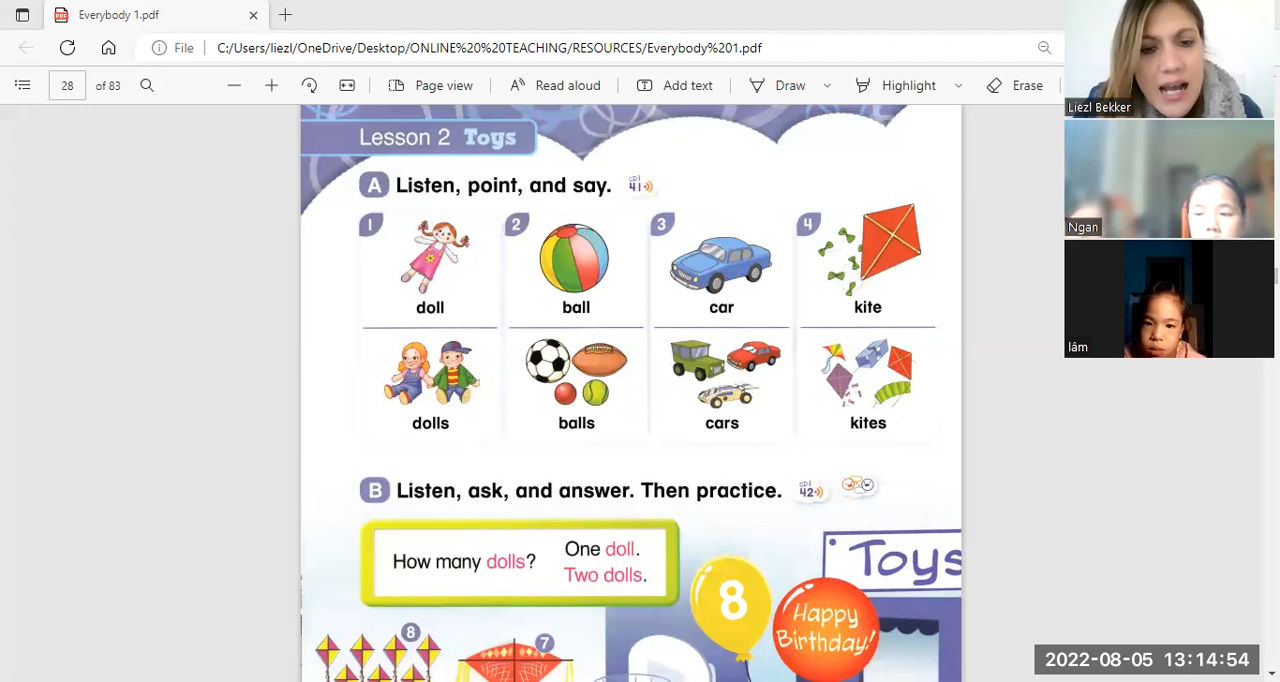 Everybody 1.pdf
File
C:/Users/liezl/OneDrive/Desktop/ONLINE%20%20TEACHING/RESOURCES/Everybody%201.pdf
28 of 83
Page view
Read aloud
Add text
Draw
Highlight
Erase
Liezl Bekker
Ngan
lâm
Lesson 2 Toys
A Listen, point, and say. CD1 41
1 2 3 4
doll ball car kite
dolls balls cars kites
B Listen, ask, and answer. Then practice. CD1 42
How many dolls? One doll.
Two dolls.
Toys
8
Happy
Birthday!
8
7
2022-08-05 13:14:54